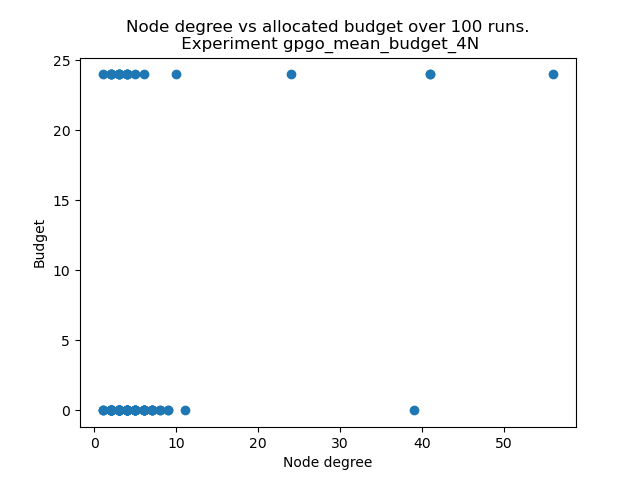 Node degree vs allocated budget over 100 runs.
Experiment gpgo_mean_budget_4N
25
20
15
10
5
0
Budget
0 10 20 30 40 50
Node degree